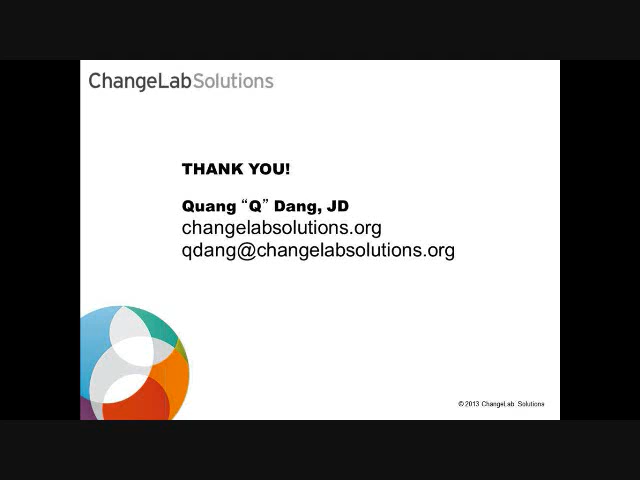 ChangeLabSolutions
THANK YOU!
Quang “Q” Dang, JD
changelabsolutions.org
qdang@changelabsolutions.org
© 2013 ChangeLab Solutions